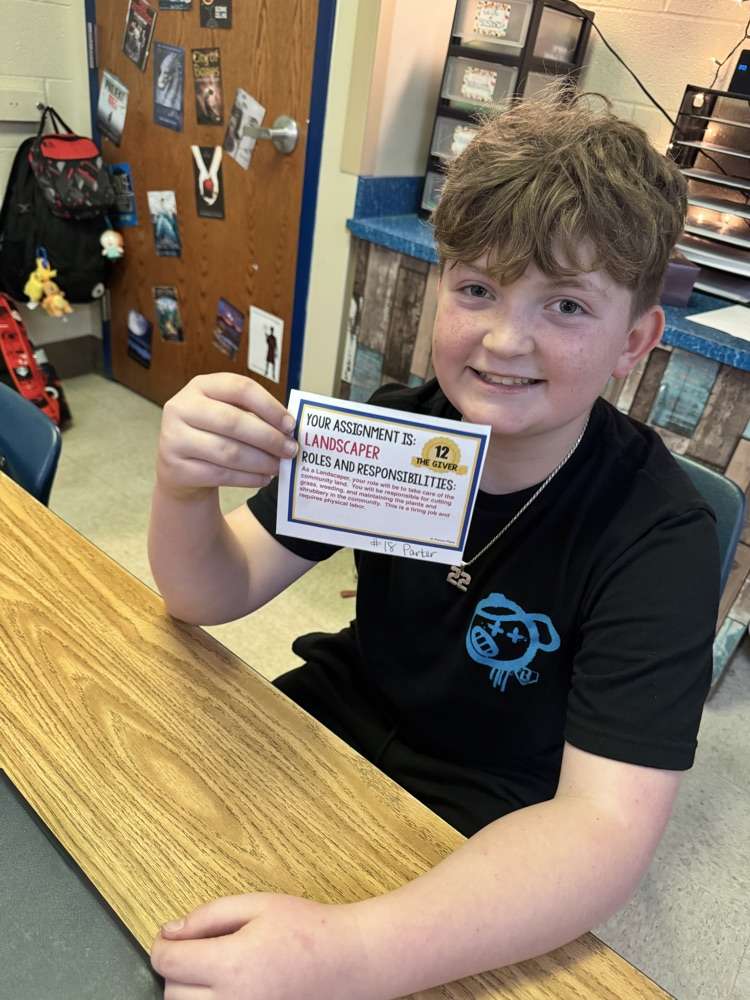 YOUR ASSIGNMENT IS:
LANDSCAPER
12
THE GIVER
ROLES AND RESPONSIBILITIES:
As a Landscaper, your role will be to take care of the
community land. You will be responsible for cutting
grass, weeding, and maintaining the plants and
shrubbery in the community. This is a tiring job and
requires physical labor.
#18 Parter
22